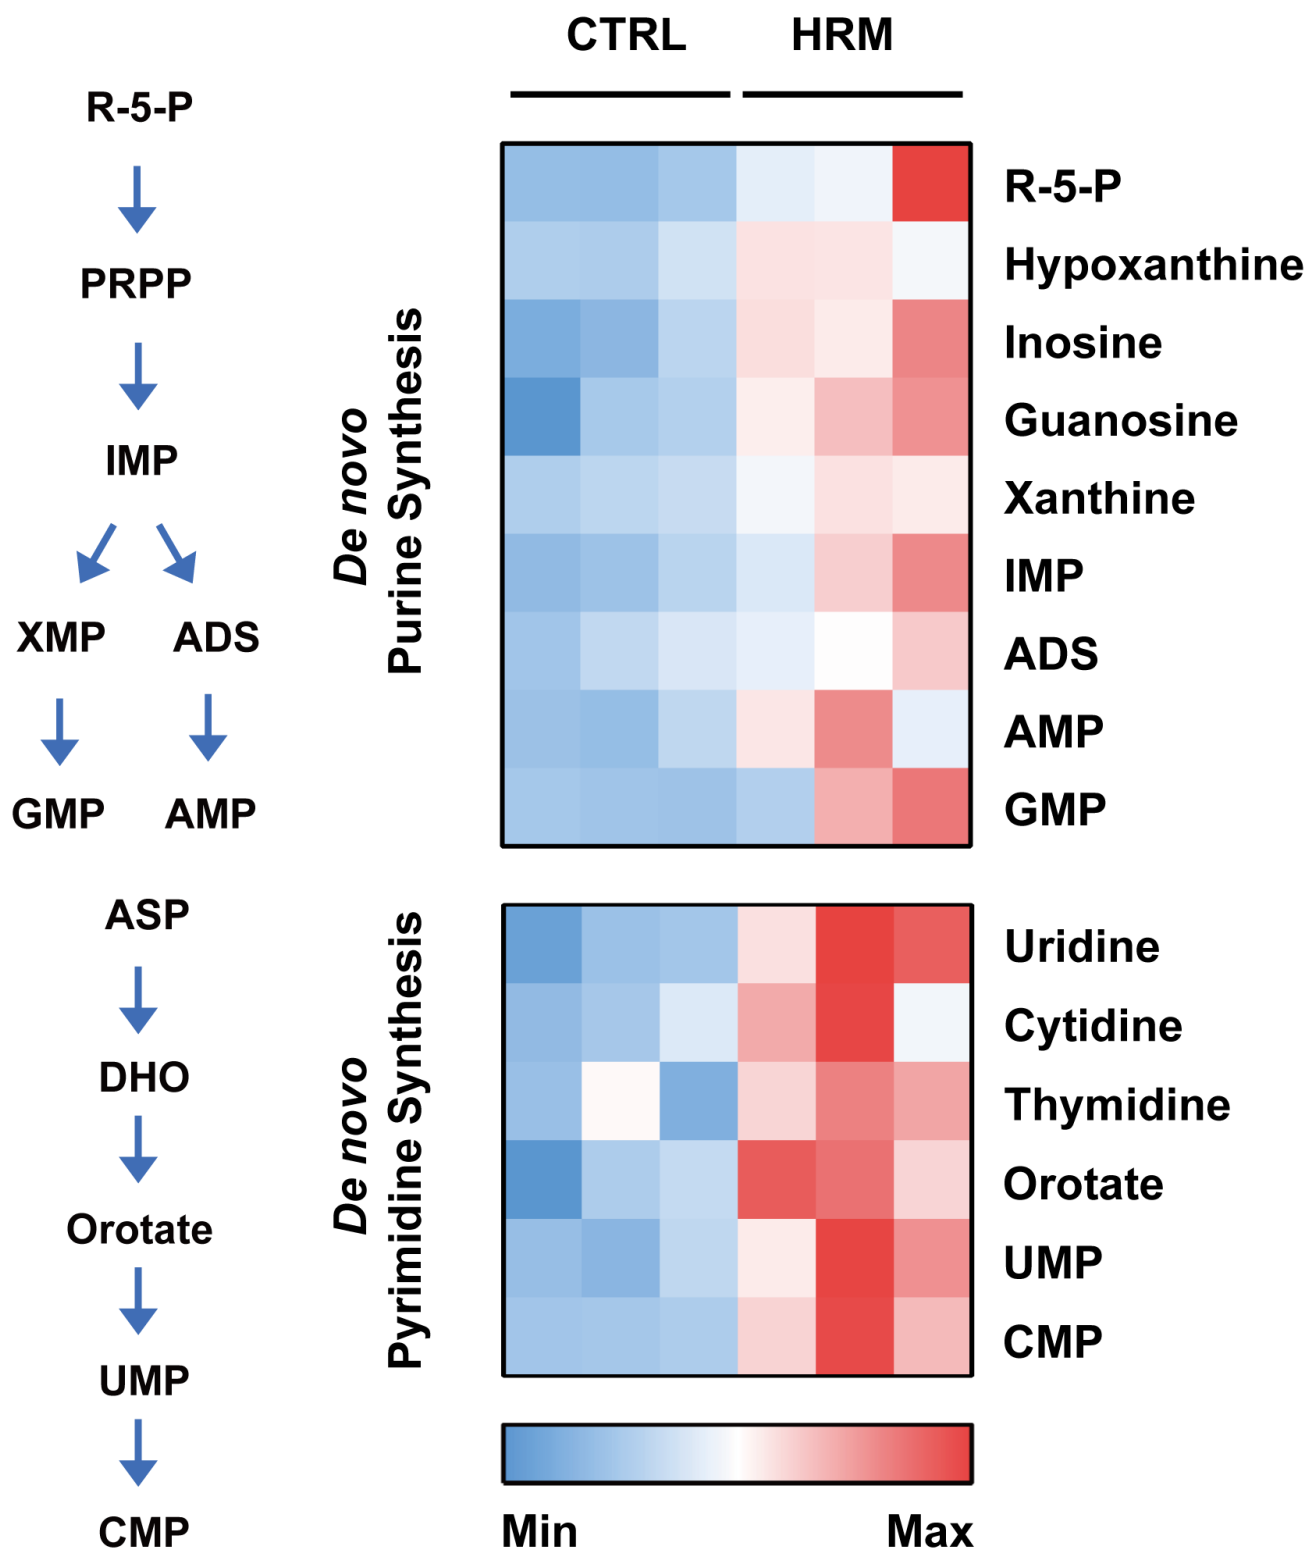 CTRL
HRM
R-5-P
PRPP
IMP
XMP
ADS
GMP
AMP
De novo
Purine Synthesis
R-5-P
Hypoxanthine
Inosine
Guanosine
Xanthine
IMP
ADS
AMP
GMP
ASP
DHO
Orotate
UMP
CMP
De novo
Pyrimidine Synthesis
Uridine
Cytidine
Thymidine
Orotate
UMP
CMP
Min
Max